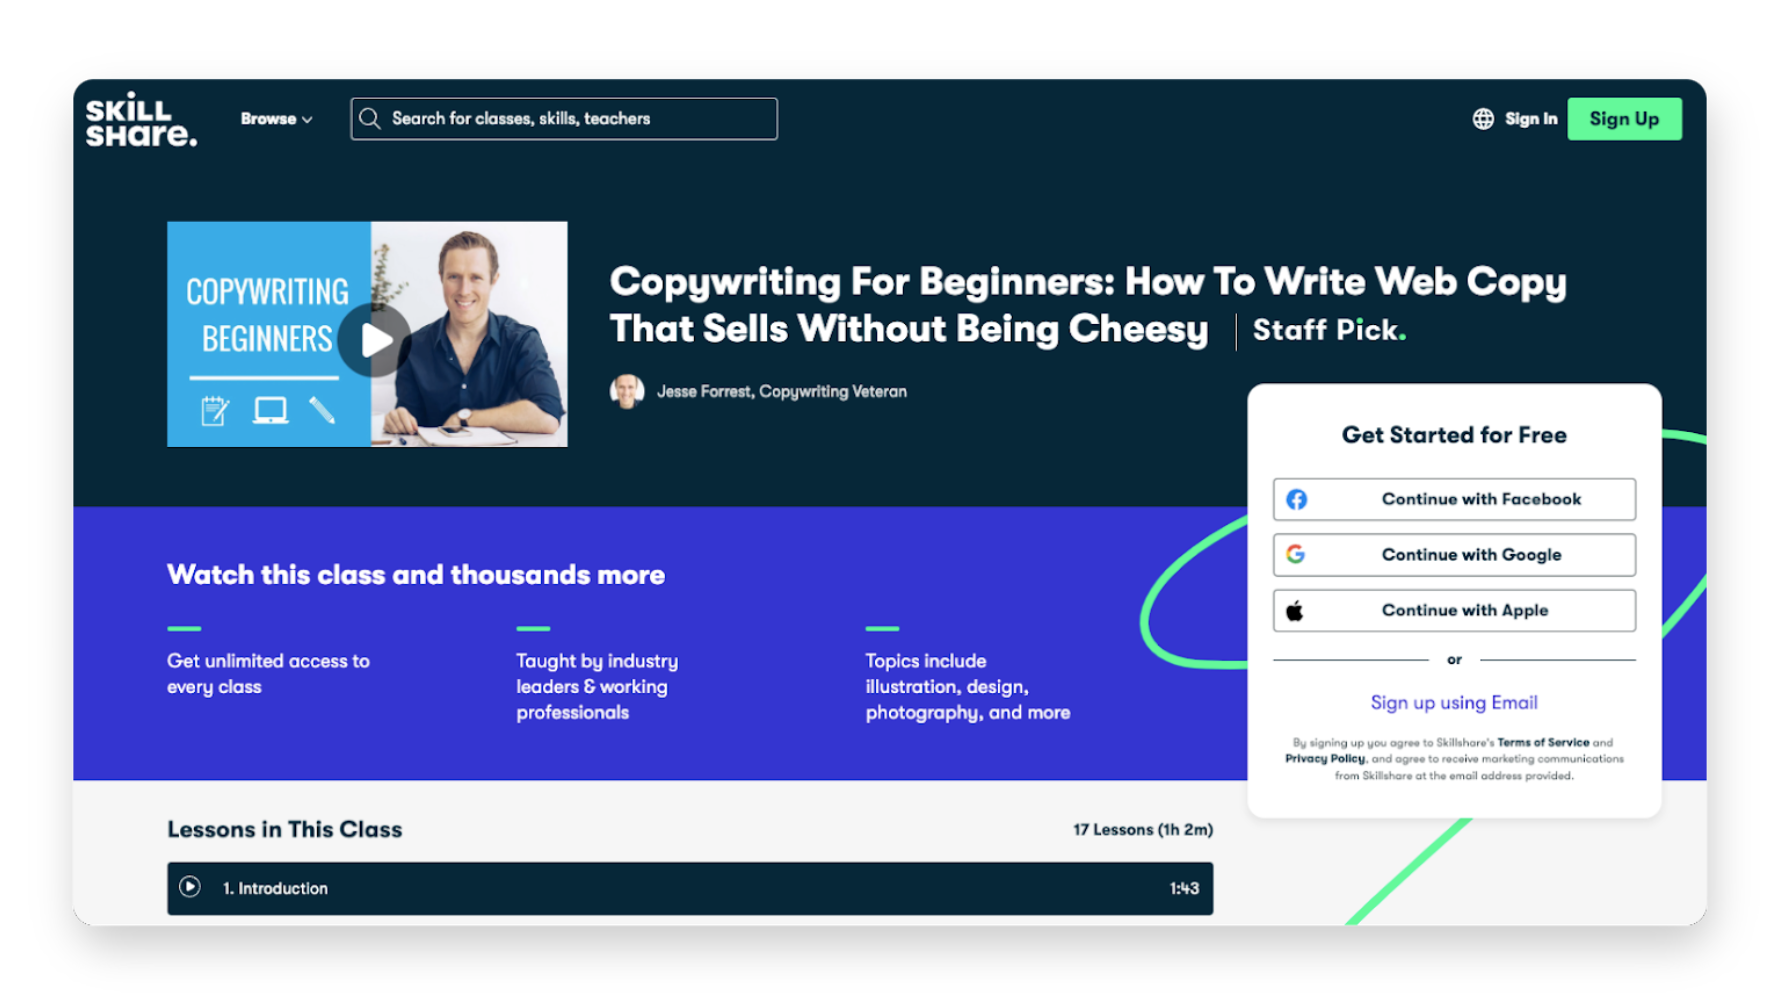 SKILL
SHare.
Browse
Search for classes, skills, teachers
Sign In
Sign Up
COPYWRITING
BEGINNERS
Copywriting For Beginners: How To Write Web Copy
That Sells Without Being Cheesy
Staff Pick.
Jesse Forrest, Copywriting Veteran
Get Started for Free
Continue with Facebook
Continue with Google
Continue with Apple
or
Sign up using Email
By signing up you agree to Skillshare's Terms of Service and
Privacy Policy, and agree to receive marketing communications
from Skillshare at the email address provided.
Watch this class and thousands more
Get unlimited access to
every class
Taught by industry
leaders & working
professionals
Topics include
illustration, design,
photography, and more
Lessons in This Class
17 Lessons (1h 2m)
1. Introduction
1:43